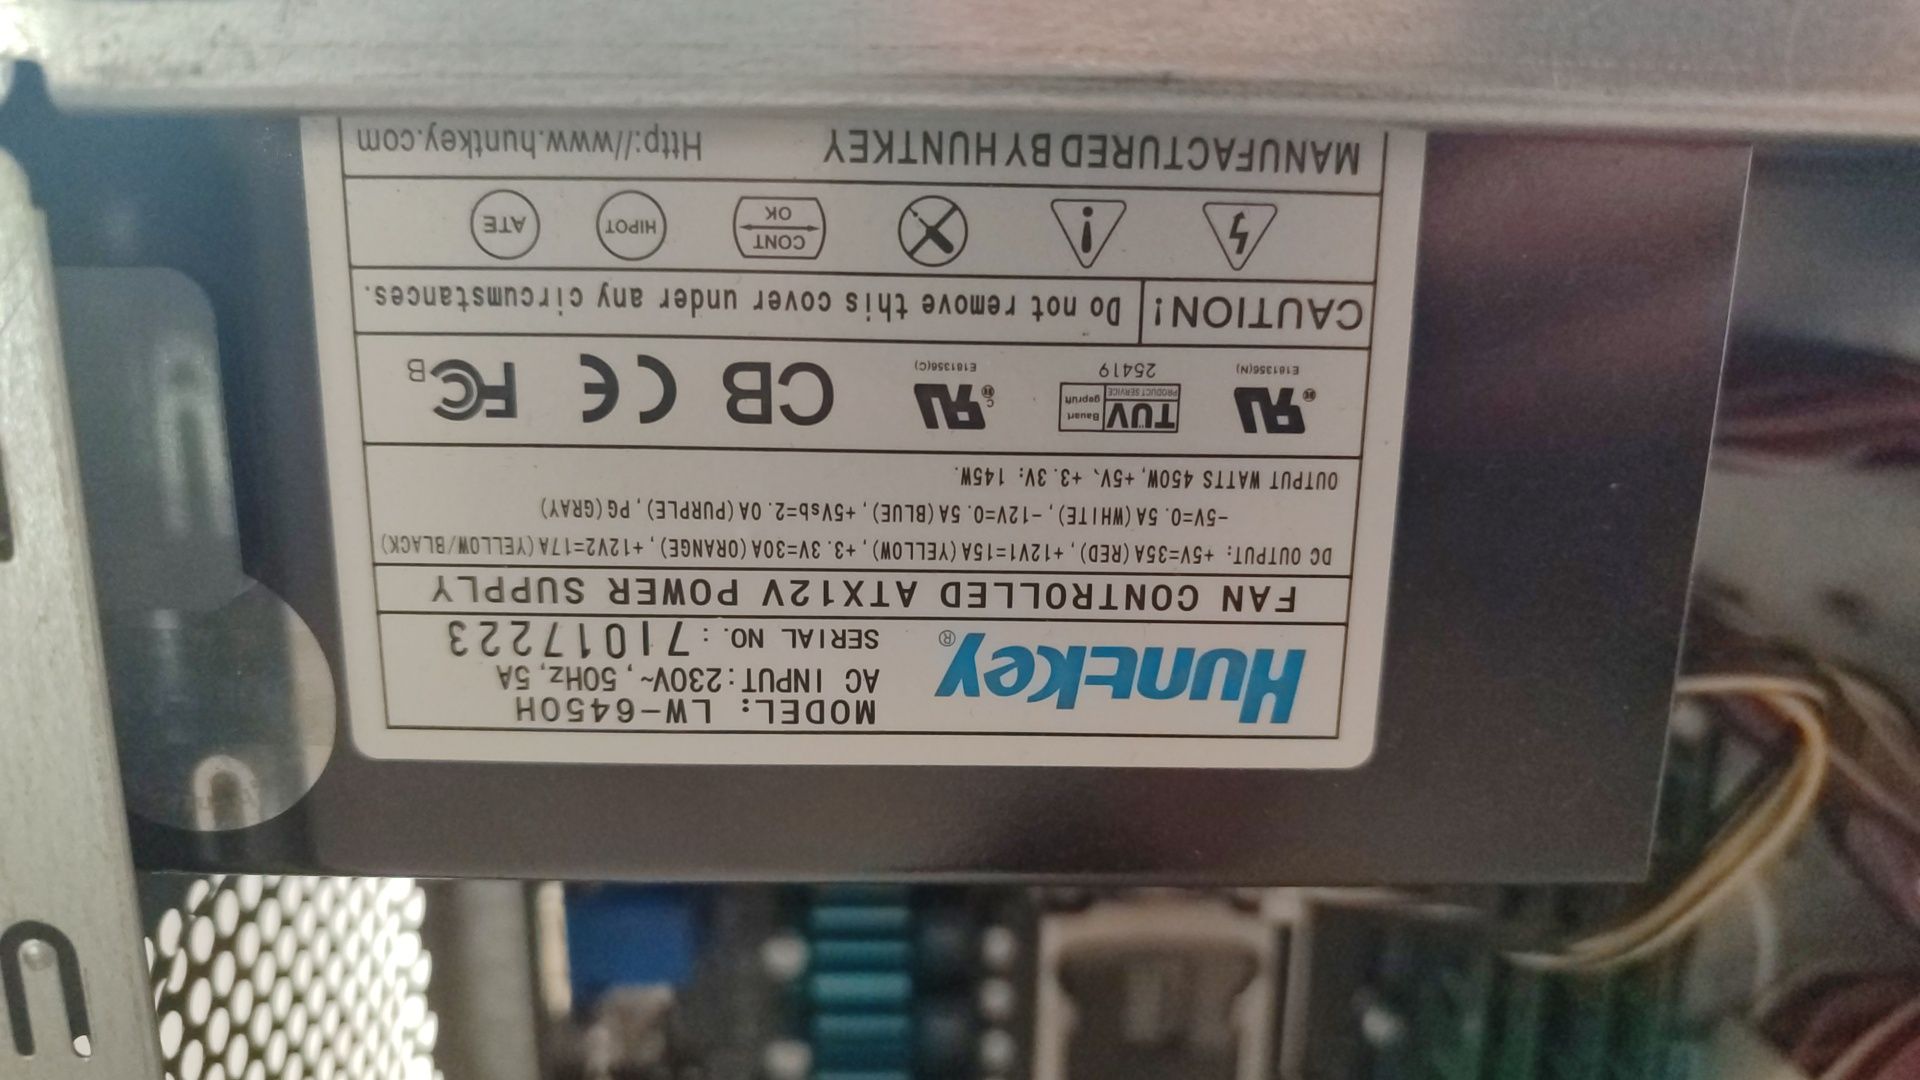 Huntkey®
MODEL: LW-6450H
AC INPUT: 230V~, 50Hz, 5A
SERIAL NO.: 71017223
FAN CONTROLLED ATX12V POWER SUPPLY
DC OUTPUT: +5V=35A(RED), +12V1=15A(YELLOW), +3.3V=30A(ORANGE), +12V2=17A(YELLOW/BLACK)
-5V=0.5A(WHITE), -12V=0.5A(BLUE), +5Vsb=2.0A(PURPLE), PG(GRAY)
OUTPUT WATTS 450W, +5V、+3.3V: 145W.
E181356(N)
TÜV PRODUCT SERVICE Bauart geprüft
25419
E181356(C)
CB CE FC B
CAUTION! Do not remove this cover under any circumstances.
CONT OK HIPOT ATE
MANUFACTURED BY HUNTKEY Http://www.huntkey.com